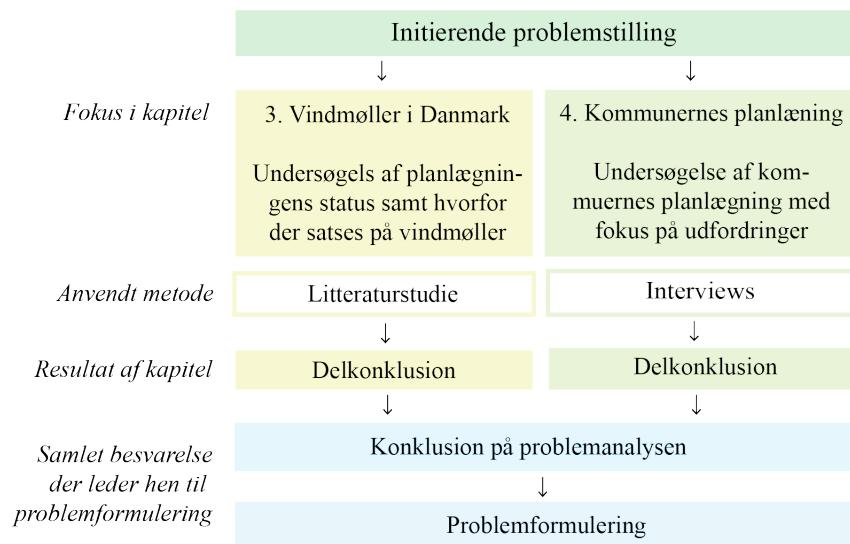 Initierende problemstilling
↓ ↓
Fokus i kapitel
3. Vindmøller i Danmark
Undersøgels af planlægnin-
gens status samt hvorfor
der satses på vindmøller
4. Kommunernes planlæning
Undersøgelse af kom-
muernes planlægning med
fokus på udfordringer
Anvendt metode
Litteraturstudie
Interviews
↓ ↓
Resultat af kapitel
Delkonklusion
Delkonklusion
↓ ↓
Samlet besvarelse
der leder hen til
problemformulering
Konklusion på problemanalysen
↓
Problemformulering